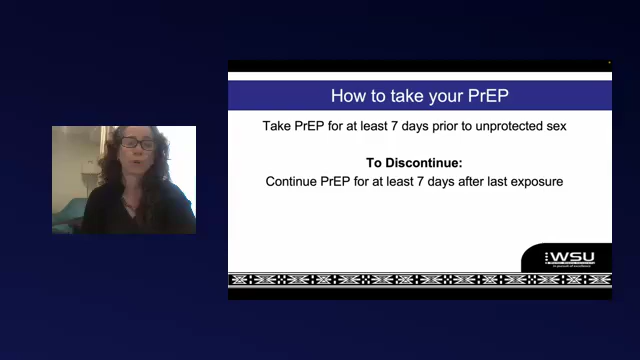 How to take your PrEP
Take PrEP for at least 7 days prior to unprotected sex
To Discontinue:
Continue PrEP for at least 7 days after last exposure
WSU